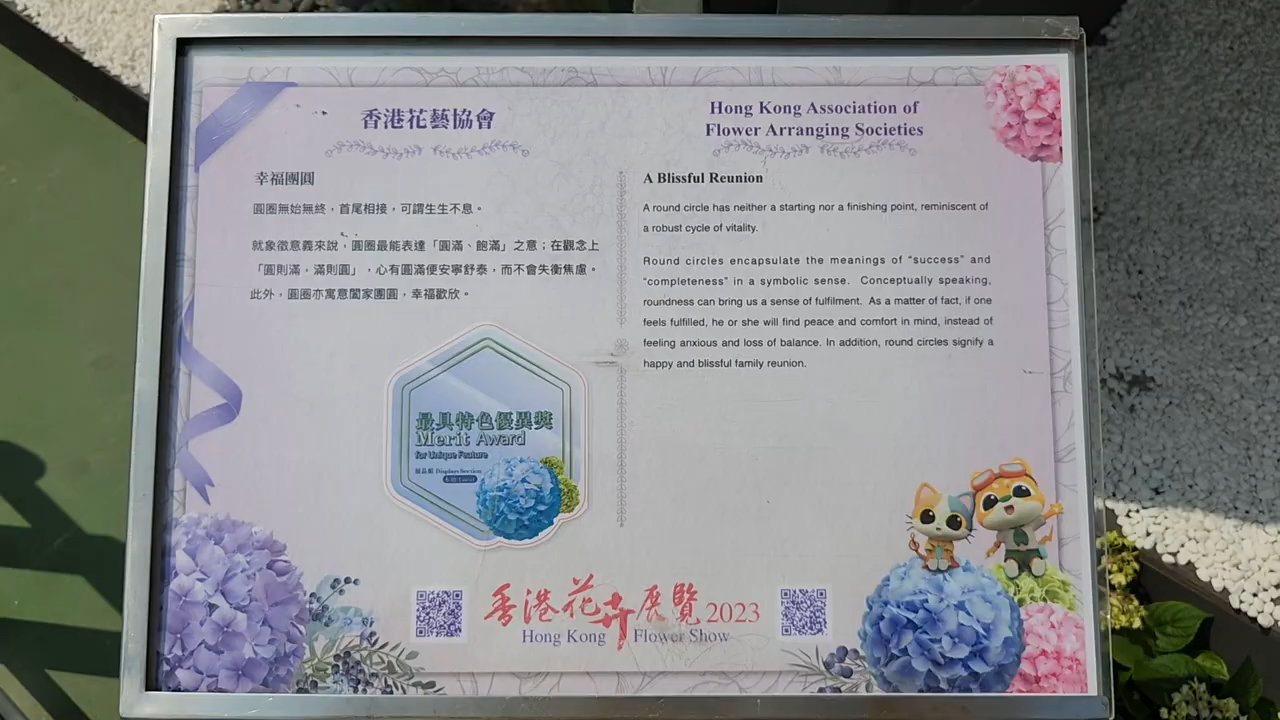 香港花藝協會
幸福團圓
圓圈無始無終，首尾相接，可謂生生不息。
就象徵意義來說，圓圈最能表達「圓滿、飽滿」之意；在觀念上
「圓則滿，滿則圓」，心有圓滿便安寧舒泰，而不會失衡焦慮。
此外，圓圈亦寓意闔家團圓，幸福歡欣。
最具特色優異獎
Merit Award
for Unique Feature
展品組 Displays Section
Hong Kong Association of
Flower Arranging Societies
A Blissful Reunion
A round circle has neither a starting nor a finishing point, reminiscent of
a robust cycle of vitality.
Round circles encapsulate the meanings of “success” and
“completeness” in a symbolic sense. Conceptually speaking,
roundness can bring us a sense of fulfilment. As a matter of fact, if one
feels fulfilled, he or she will find peace and comfort in mind, instead of
feeling anxious and loss of balance. In addition, round circles signify a
happy and blissful family reunion.
香港花卉展覽 2023
Hong Kong Flower Show